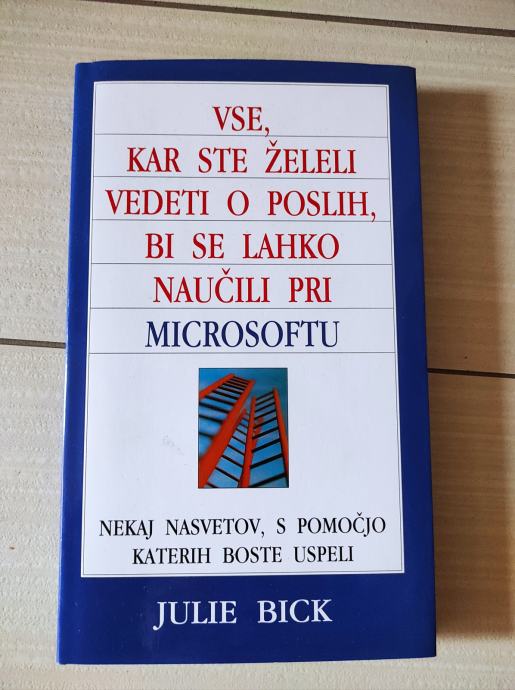 VSE,
KAR STE ŽELELI
VEDETI O POSLIH,
BI SE LAHKO
NAUČILI PRI
MICROSOFTU
NEKAJ NASVETOV, S POMOČJO
KATERIH BOSTE USPELI
JULIE BICK